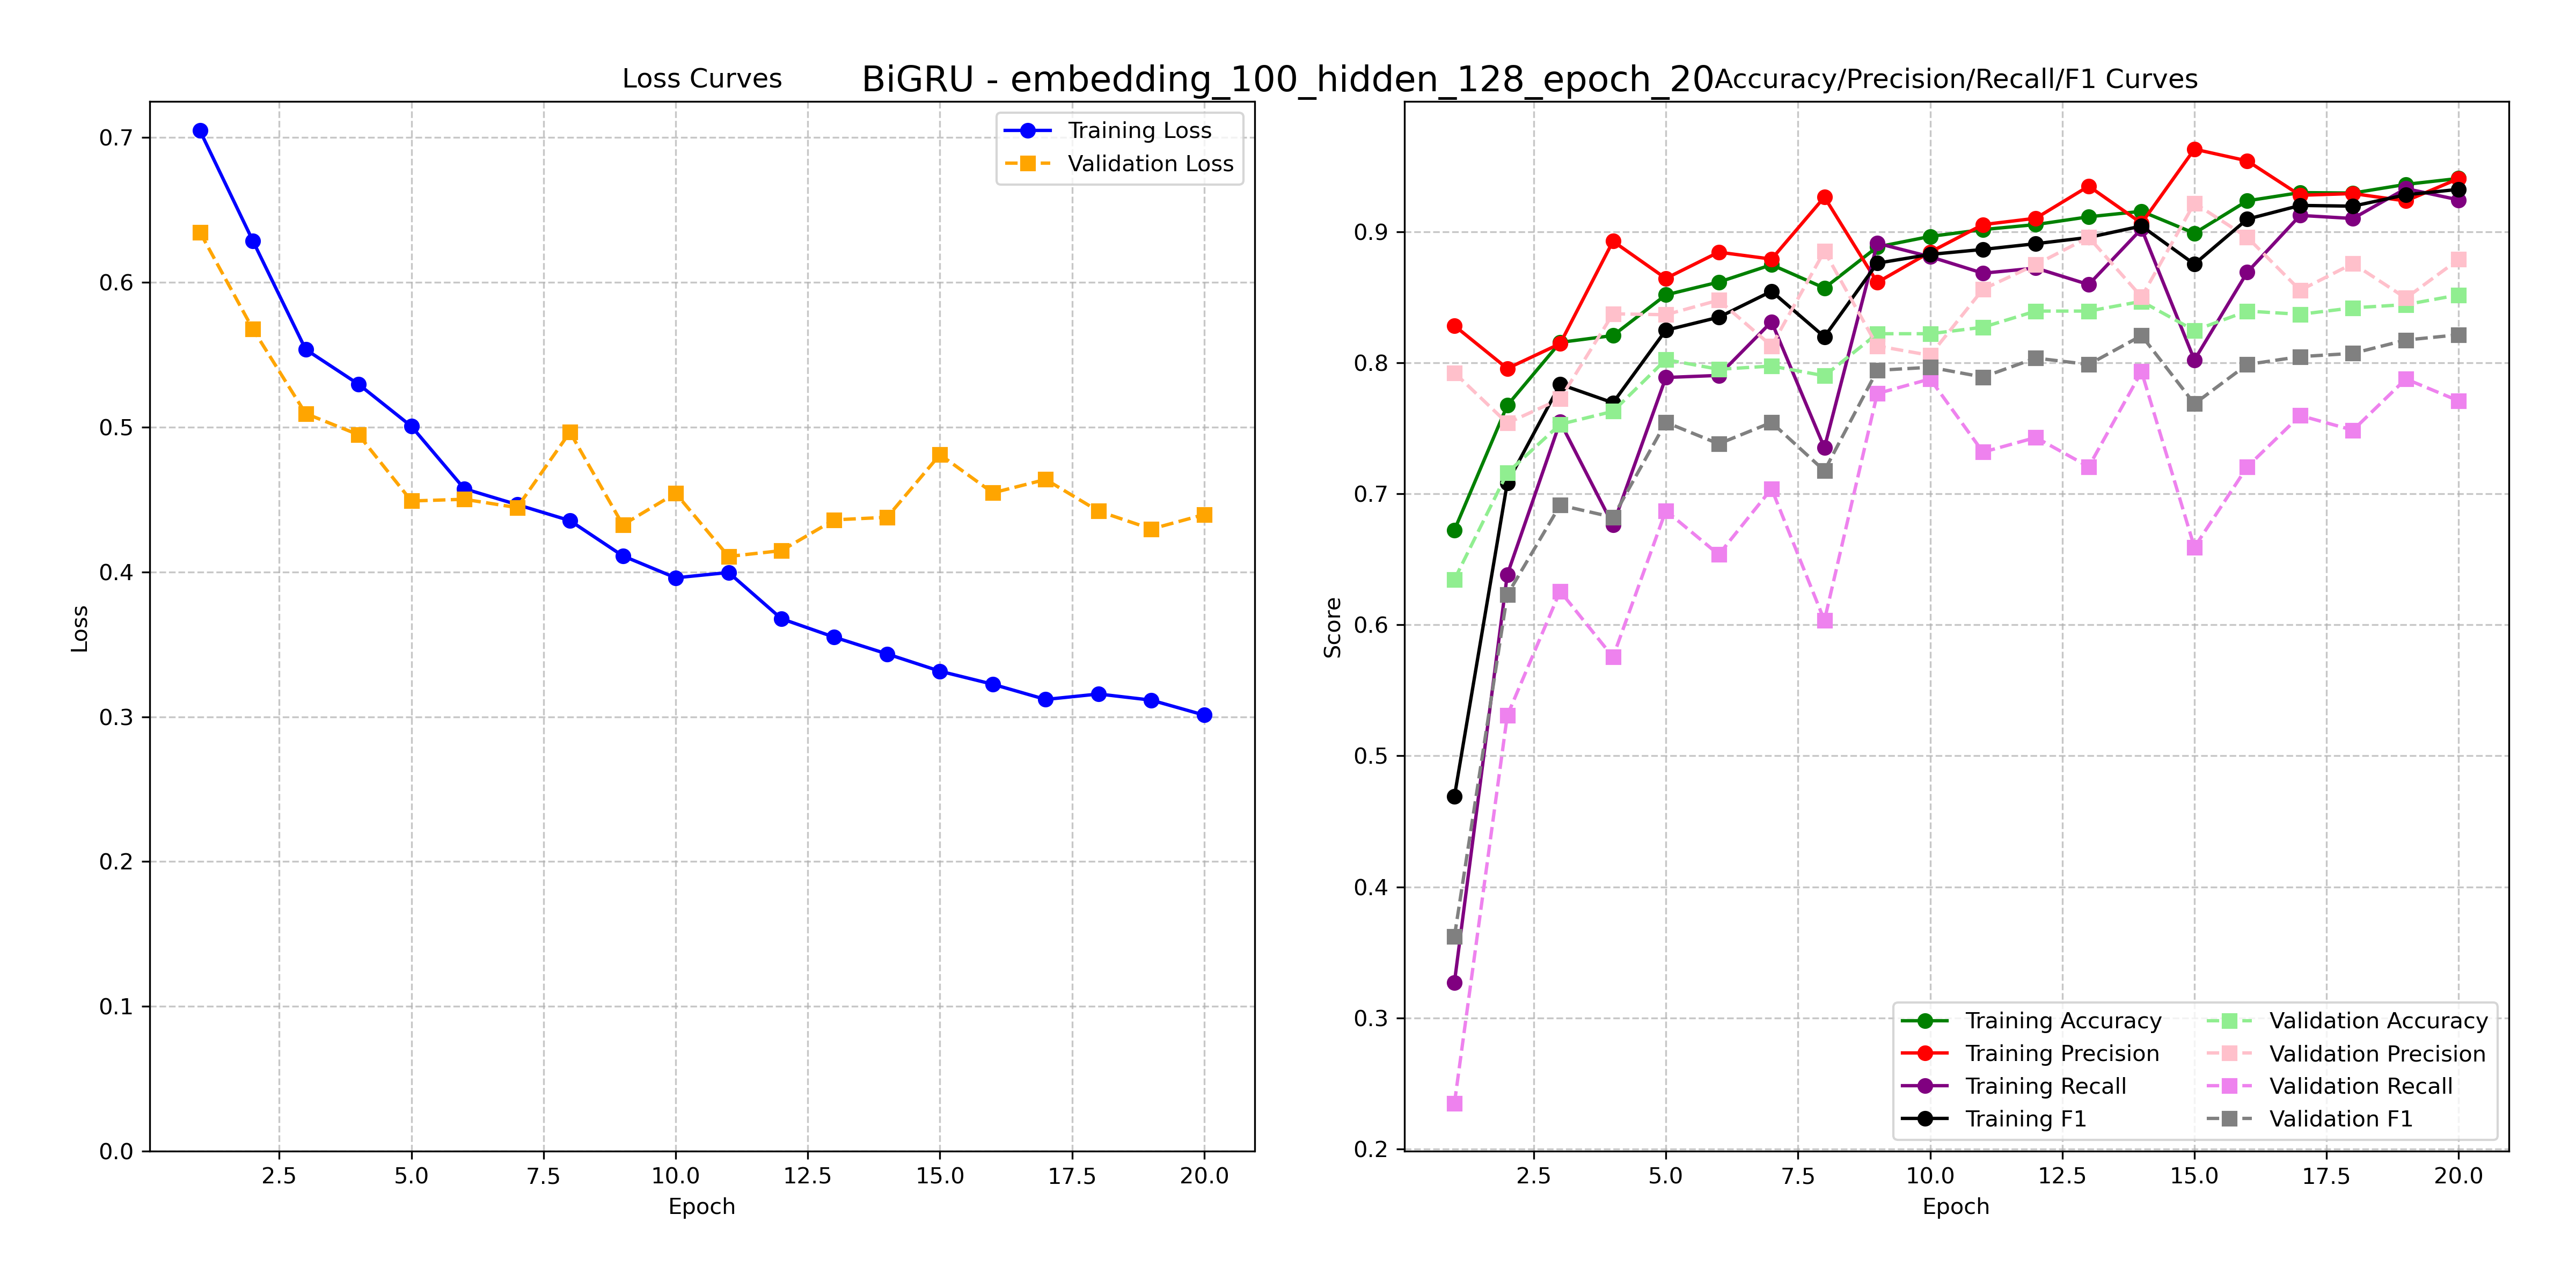 BiGRU - embedding_100_hidden_128_epoch_20
Loss Curves
Training Loss
Validation Loss
0.7
0.6
0.5
0.4
0.3
0.2
0.1
0.0
Loss
2.5 5.0 7.5 10.0 12.5 15.0 17.5 20.0
Epoch
Accuracy/Precision/Recall/F1 Curves
0.9
0.8
0.7
0.6
0.5
0.4
0.3
0.2
Score
Training Accuracy
Training Precision
Training Recall
Training F1
Validation Accuracy
Validation Precision
Validation Recall
Validation F1
2.5 5.0 7.5 10.0 12.5 15.0 17.5 20.0
Epoch